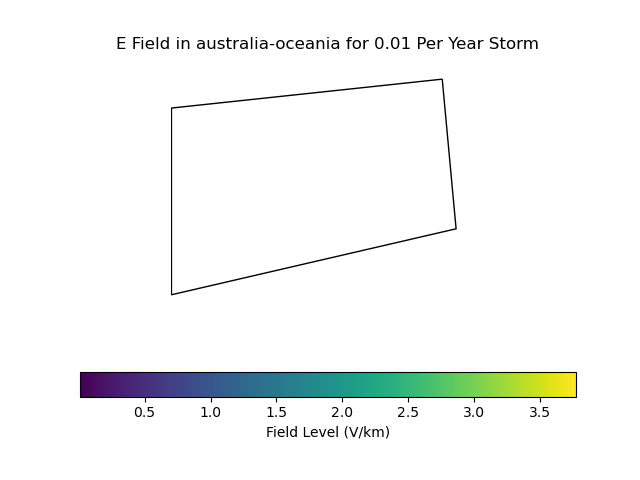 E Field in australia-oceania for 0.01 Per Year Storm
0.5 1.0 1.5 2.0 2.5 3.0 3.5
Field Level (V/km)